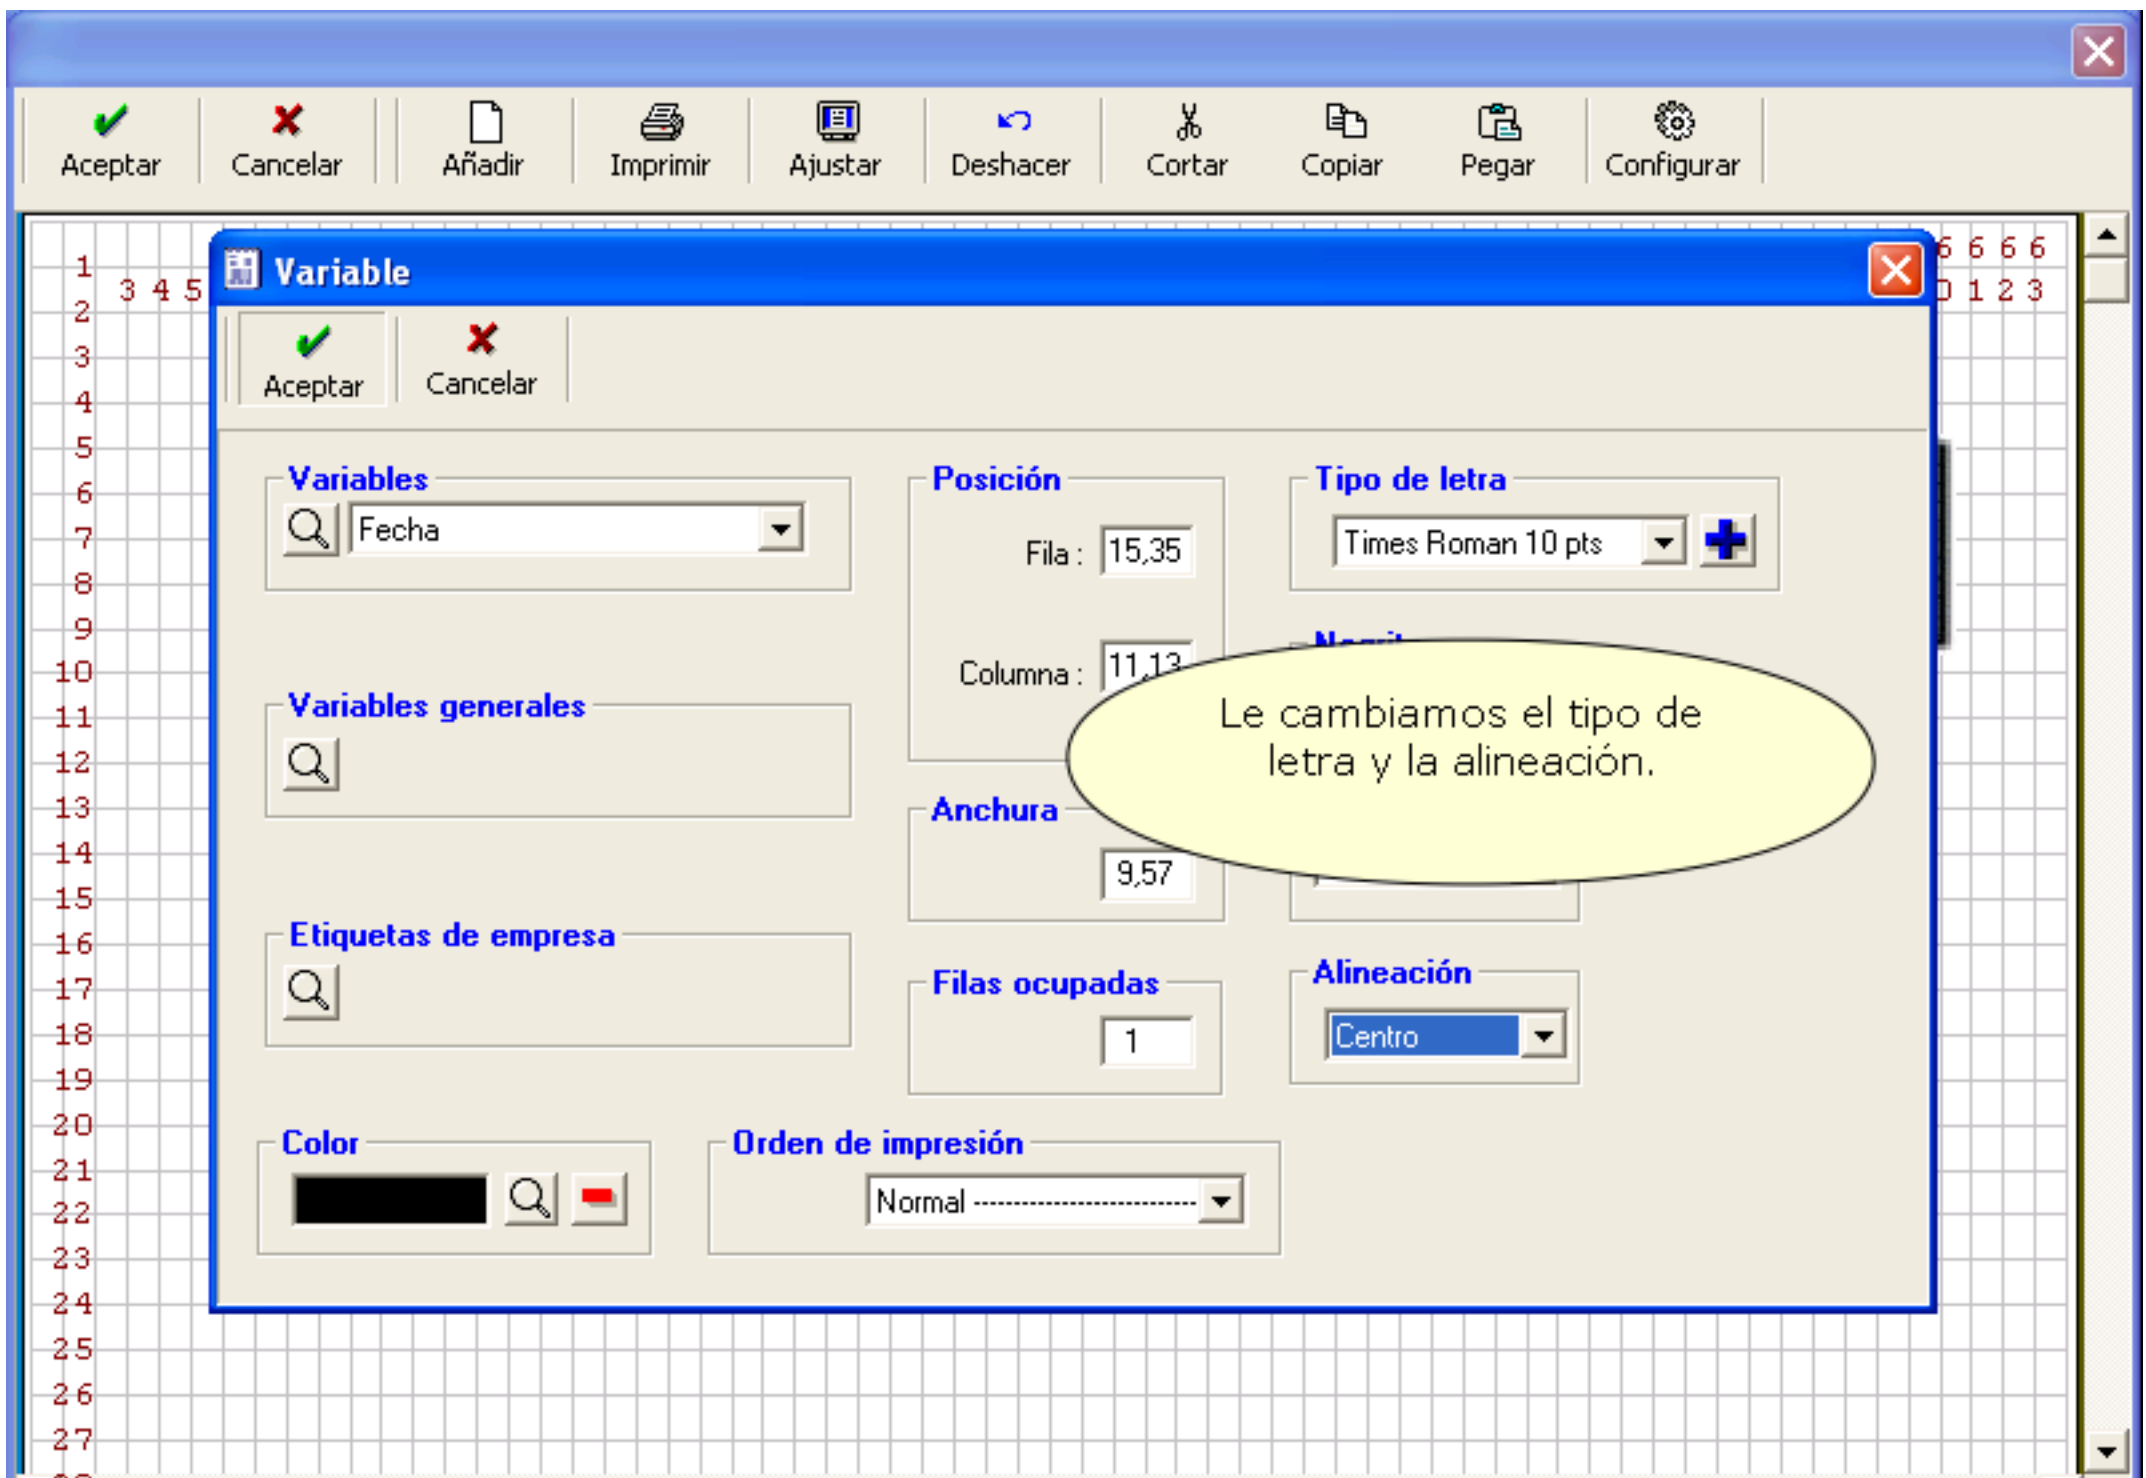 Aceptar Cancelar Añadir Imprimir Ajustar Deshacer Cortar Copiar Pegar Configurar
6 6 6 6
1
3 4 5
0 1 2 3
Variable
2
3
Aceptar Cancelar
4
5
Variables Posición Tipo de letra
6
7
Fecha
Fila : 15,35
Times Roman 10 pts
8
9
10
Columna : 11,13
Variables generales
11
Le cambiamos el tipo de
letra y la alineación.
12
13
Anchura
14
9,57
15
Etiquetas de empresa
16
17
Filas ocupadas Alineación
18
1
Centro
19
20
Color Orden de impresión
21
22
Normal ----------------------------
23
24
25
26
27